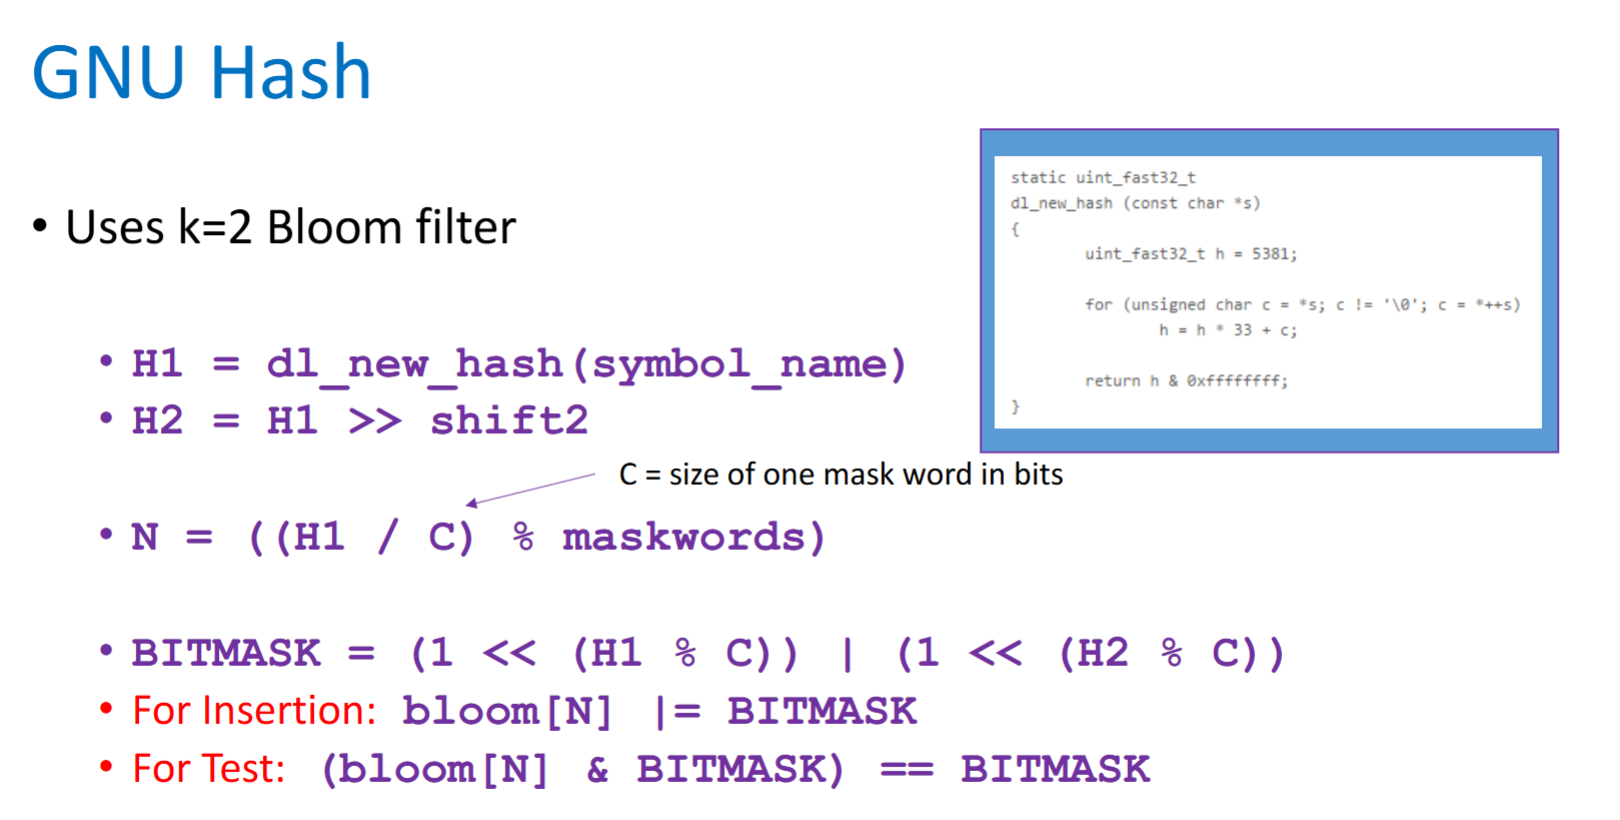 GNU Hash
• Uses k=2 Bloom filter
static uint_fast32_t
dl_new_hash (const char *s)
{
uint_fast32_t h = 5381;
for (unsigned char c = *s; c != '\0'; c = *++s)
h = h * 33 + c;
return h & 0xffffffff;
}
• H1 = dl_new_hash(symbol_name)
• H2 = H1 >> shift2
C = size of one mask word in bits
• N = ((H1 / C) % maskwords)
• BITMASK = (1 << (H1 % C)) | (1 << (H2 % C))
• For Insertion: bloom[N] |= BITMASK
• For Test: (bloom[N] & BITMASK) == BITMASK